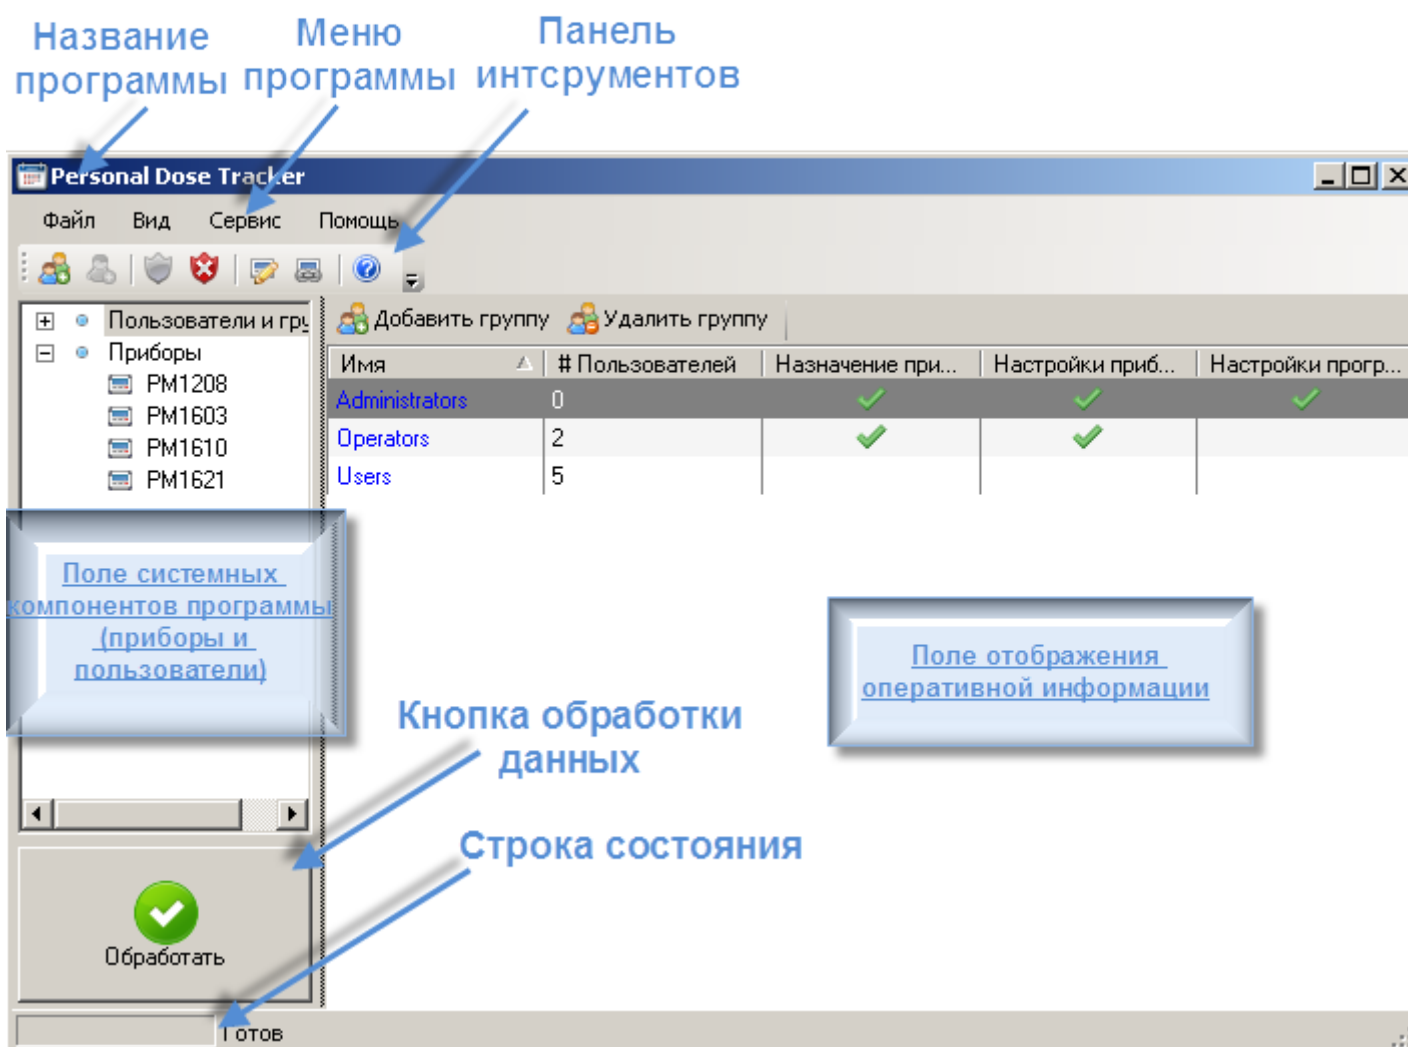 Название
программы
Меню
программы
Панель
интсрументов
Personal Dose Tracker
Файл Вид Сервис Помощь
Пользователи и гру
Приборы
PM1208
PM1603
PM1610
PM1621
Добавить группу Удалить группу
Имя # Пользователей Назначение при... Настройки приб... Настройки прогр...
Administrators 0
Operators 2
Users 5
Поле системных
компонентов программы
(приборы и
пользователи)
Поле отображения
оперативной информации
Кнопка обработки
данных
Строка состояния
Обработать
Готов